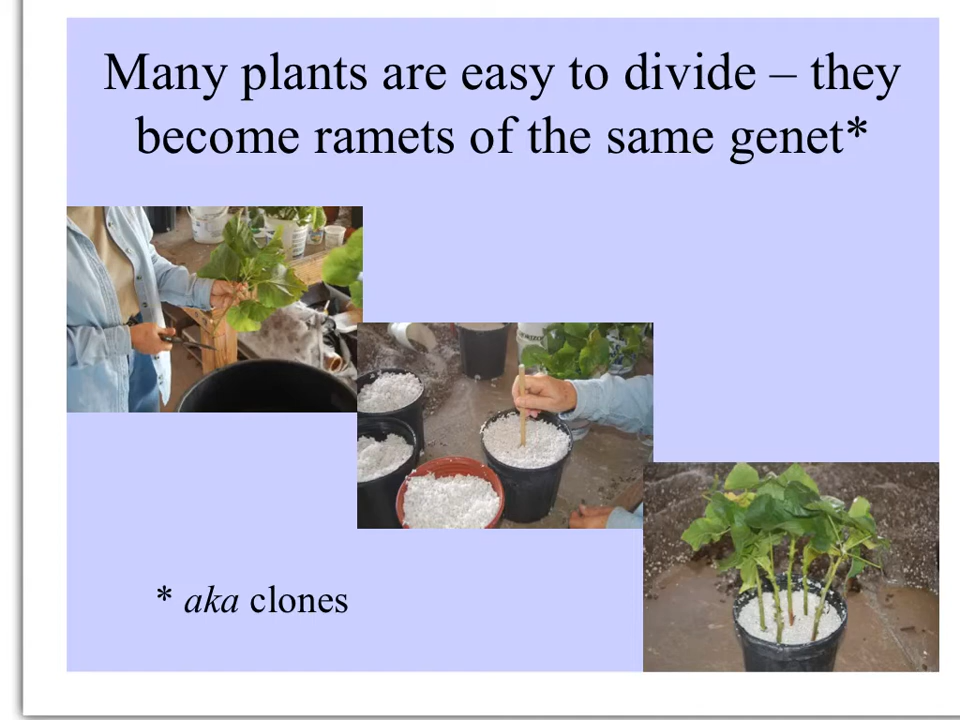 Many plants are easy to divide – they
become ramets of the same genet*
* aka clones